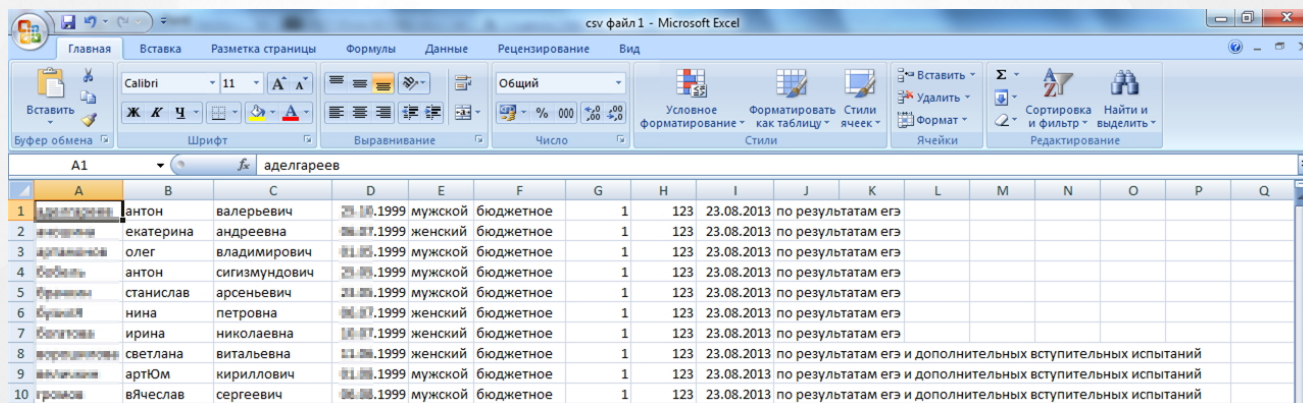 csv файл1 - Microsoft Excel
Главная Вставка Разметка страницы Формулы Данные Рецензирование Вид
Вставить
Calibri 11
Общий
Ж К Ч
% 000
Условное форматирование
Форматировать как таблицу
Стили ячеек
Вставить
Удалить
Формат
Сортировка и фильтр
Найти и выделить
Буфер обмена Шрифт Выравнивание Число Стили Ячейки Редактирование
A1 fx аделгареев
A B C D E F G H I J K L M N O P Q
1 антон валерьевич .1999 мужской бюджетное 1 123 23.08.2013 по результатам егэ
2 екатерина андреевна .1999 женский бюджетное 1 123 23.08.2013 по результатам егэ
3 олег владимирович .1999 мужской бюджетное 1 123 23.08.2013 по результатам егэ
4 антон сигизмундович .1999 мужской бюджетное 1 123 23.08.2013 по результатам егэ
5 станислав арсеньевич .1999 мужской бюджетное 1 123 23.08.2013 по результатам егэ
6 нина петровна .1999 женский бюджетное 1 123 23.08.2013 по результатам егэ
7 ирина николаевна .1999 женский бюджетное 1 123 23.08.2013 по результатам егэ
8 светлана витальевна .1999 женский бюджетное 1 123 23.08.2013 по результатам егэ и дополнительных вступительных испытаний
9 артЮм кириллович .1999 мужской бюджетное 1 123 23.08.2013 по результатам егэ и дополнительных вступительных испытаний
10 вЯчеслав сергеевич .1999 мужской бюджетное 1 123 23.08.2013 по результатам егэ и дополнительных вступительных испытаний